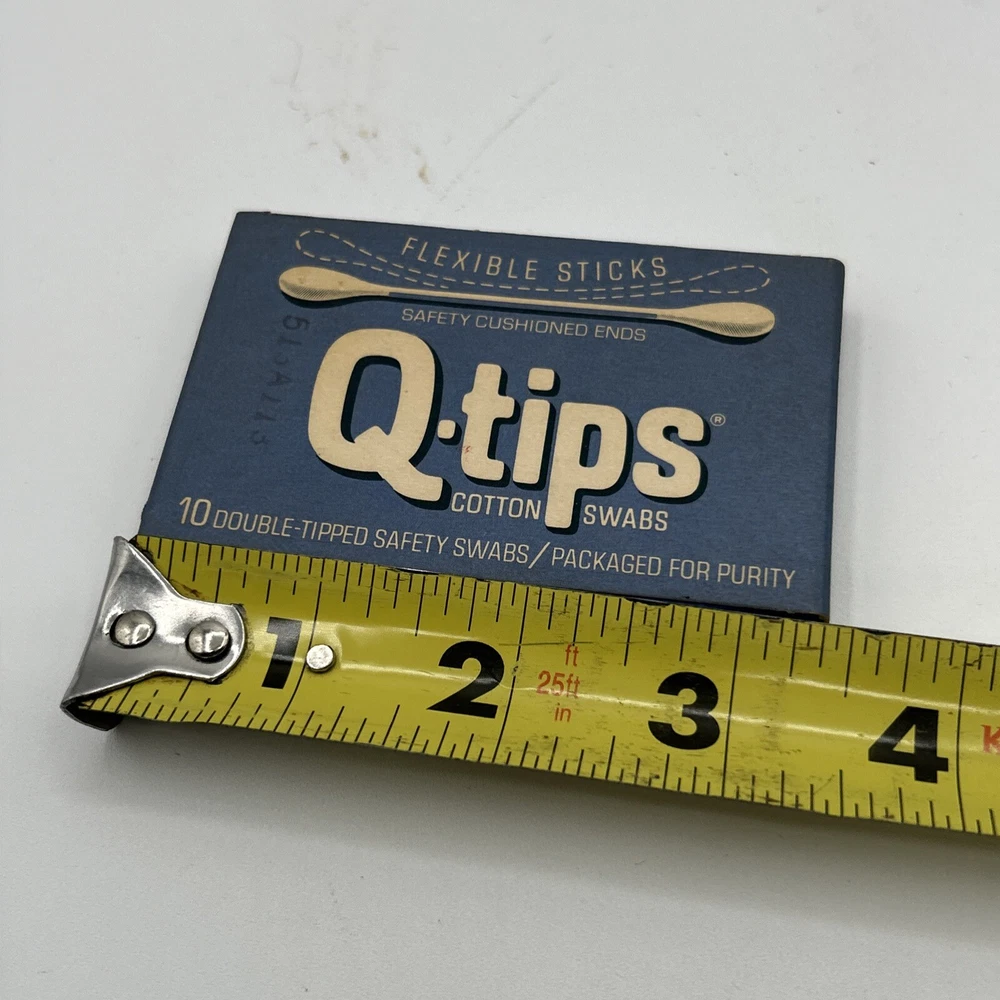 FLEXIBLE STICKS
SAFETY CUSHIONED ENDS
Q·tips®
COTTON SWABS
10 DOUBLE-TIPPED SAFETY SWABS/PACKAGED FOR PURITY
1 2 3 4
ft
25ft
in